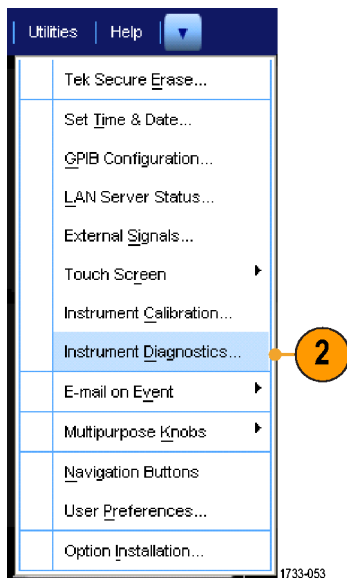 Utilities | Help
Tek Secure Erase...
Set Time & Date...
GPIB Configuration...
LAN Server Status...
External Signals...
Touch Screen
Instrument Calibration...
Instrument Diagnostics...
2
E-mail on Event
Multipurpose Knobs
Navigation Buttons
User Preferences...
Option Installation...
1733-053